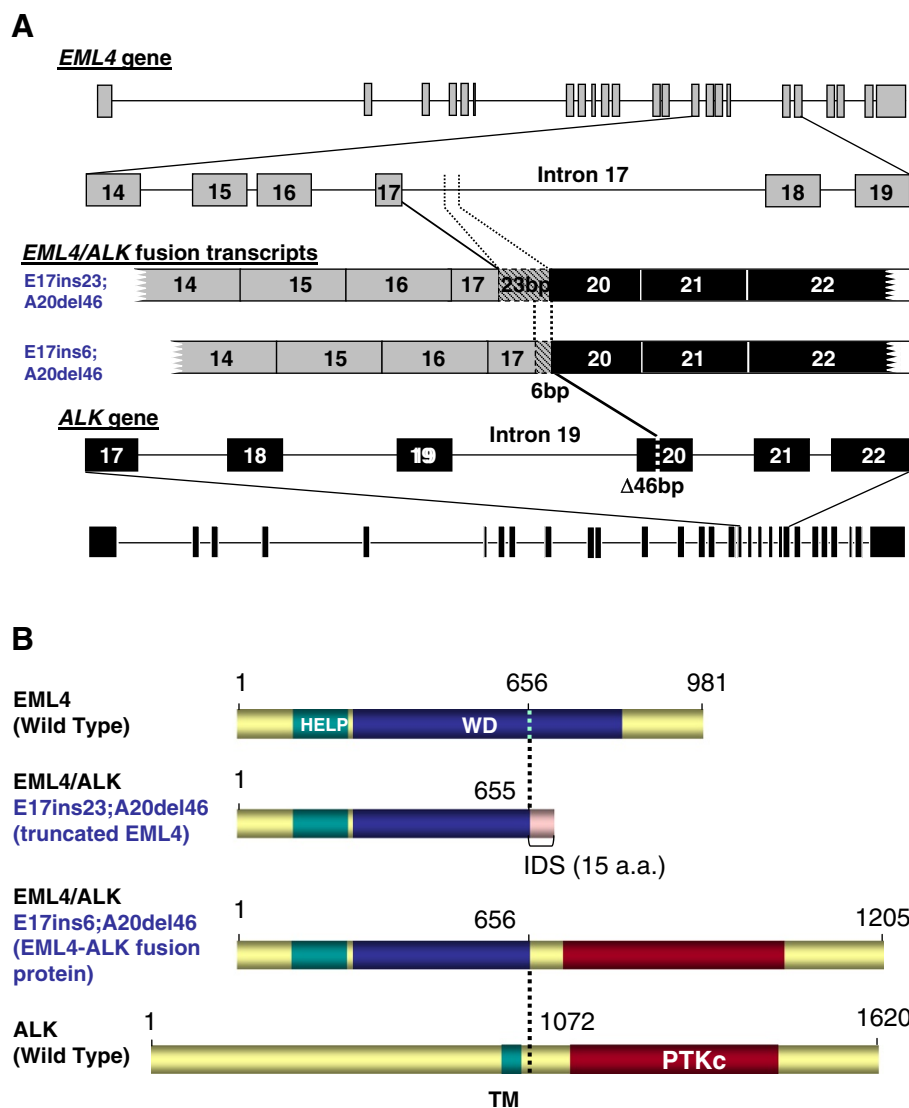 A
EML4 gene
14 15 16 17 Intron 17 18 19
EML4/ALK fusion transcripts
E17ins23;
A20del46
14 15 16 17 23bp 20 21 22
E17ins6;
A20del46
14 15 16 17 20 21 22
6bp
ALK gene
Intron 19
17 18 19 20 21 22
Δ46bp
B
1 656 981
EML4
(Wild Type)
HELP WD
1
EML4/ALK
E17ins23;A20del46
(truncated EML4)
655
IDS (15 a.a.)
EML4/ALK
E17ins6;A20del46
(EML4-ALK fusion
protein)
1 656 1205
ALK
(Wild Type)
1 1072 1620
PTKc
TM